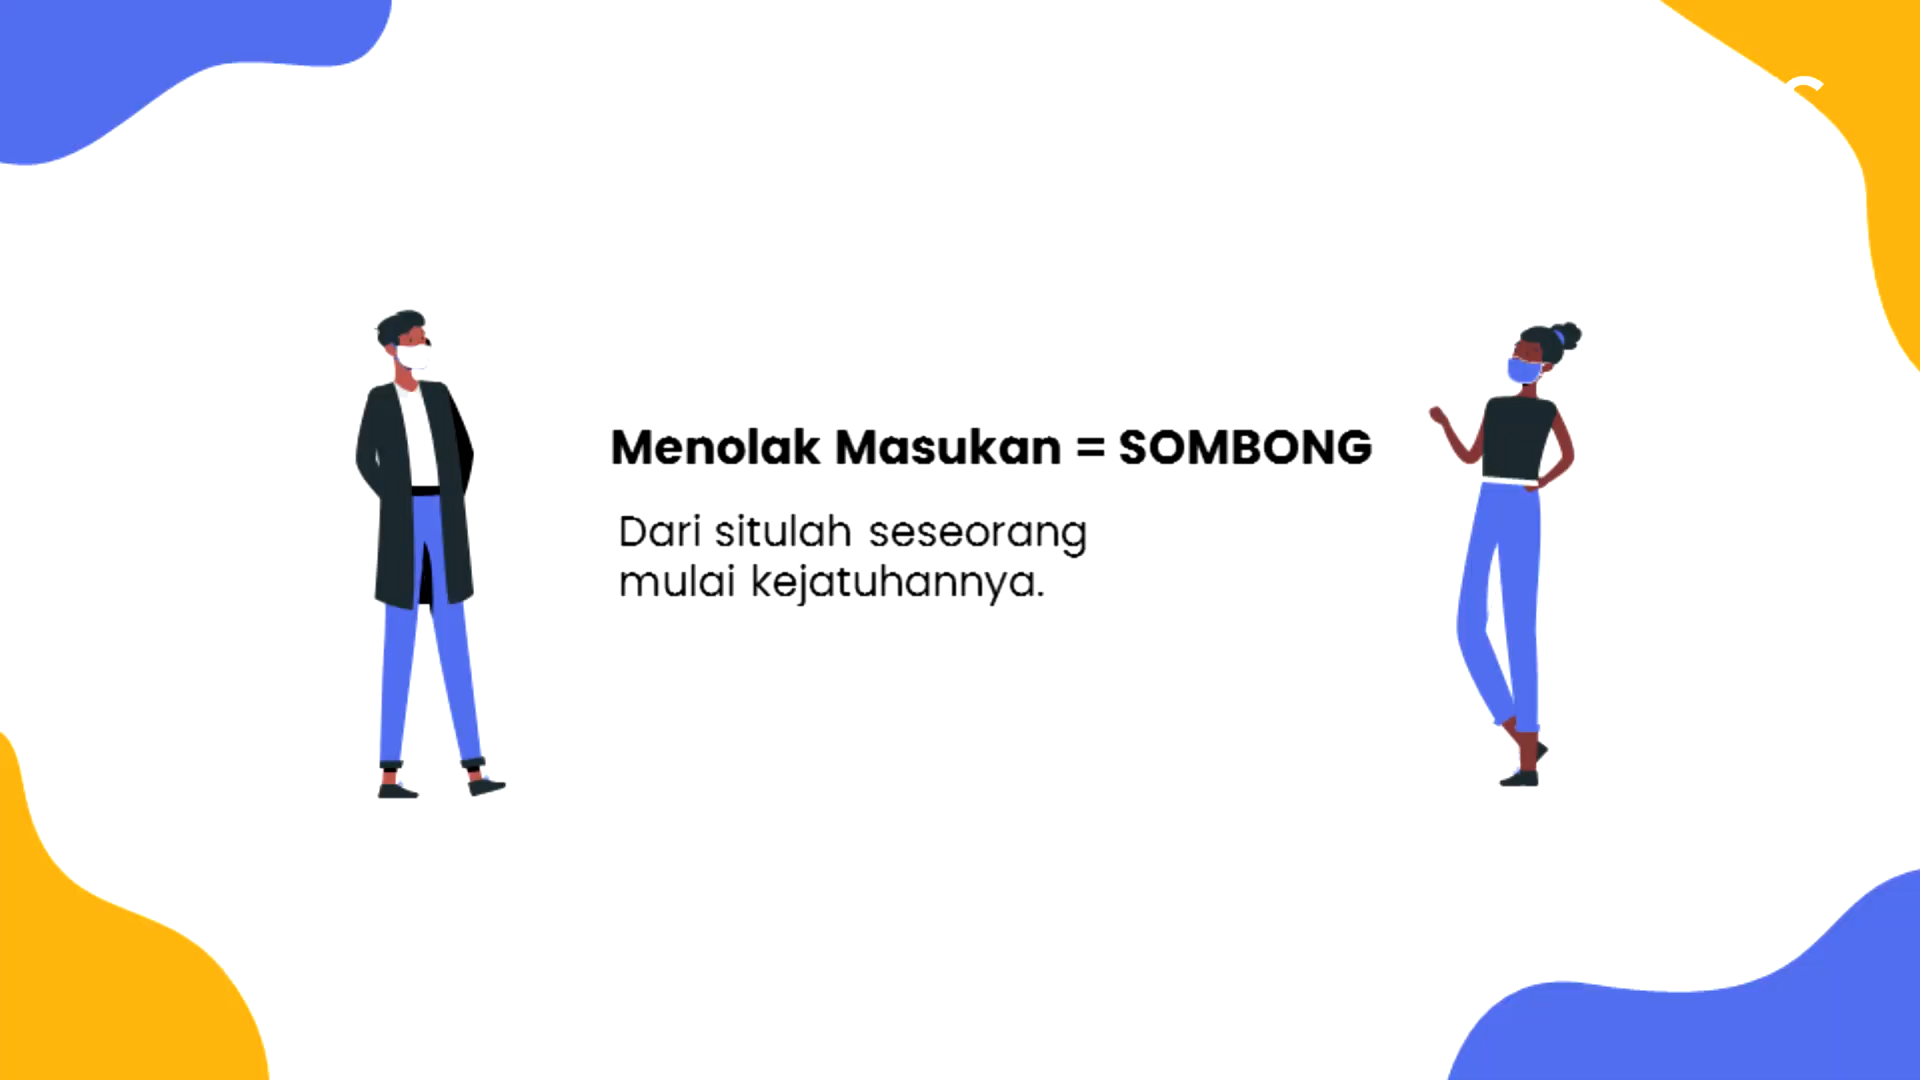 Menolak Masukan = SOMBONG
Dari situlah seseorang
mulai kejatuhannya.